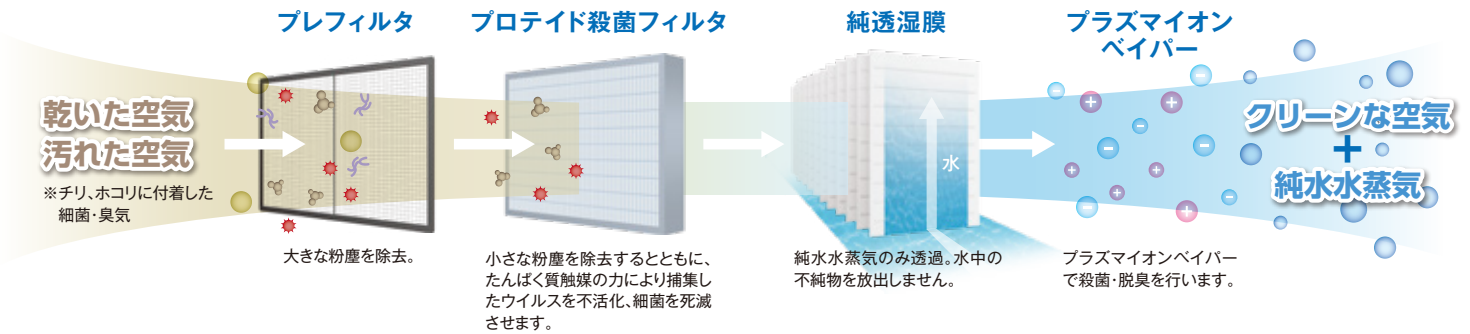 プレフィルタ
プロテイド殺菌フィルタ
純透湿膜
プラズマイオン
ベイパー
乾いた空気
汚れた空気
※チリ、ホコリに付着した
細菌・臭気
水
クリーンな空気
+
純水水蒸気
大きな粉塵を除去。
小さな粉塵を除去するとともに、
たんぱく質触媒の力により捕集し
たウイルスを不活化、細菌を死滅
させます。
純水水蒸気のみ透過。水中の
不純物を放出しません。
プラズマイオンベイパー
で殺菌・脱臭を行います。